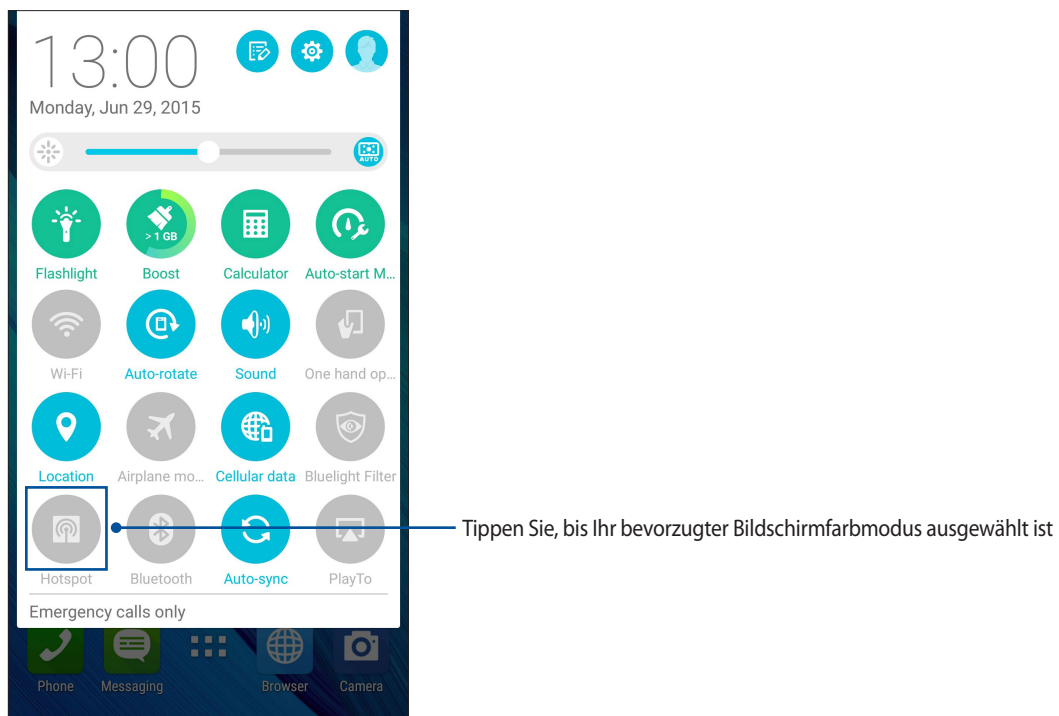 13:00
Monday, Jun 29, 2015
AUTO
> 1 GB
Flashlight Boost Calculator Auto-start M...
Wi-Fi Auto-rotate Sound One hand op...
Location Airplane mo... Cellular data Bluelight Filter
Tippen Sie, bis Ihr bevorzugter Bildschirmfarbmodus ausgewählt ist
Hotspot Bluetooth Auto-sync PlayTo
Emergency calls only
Phone Messaging Browser Camera